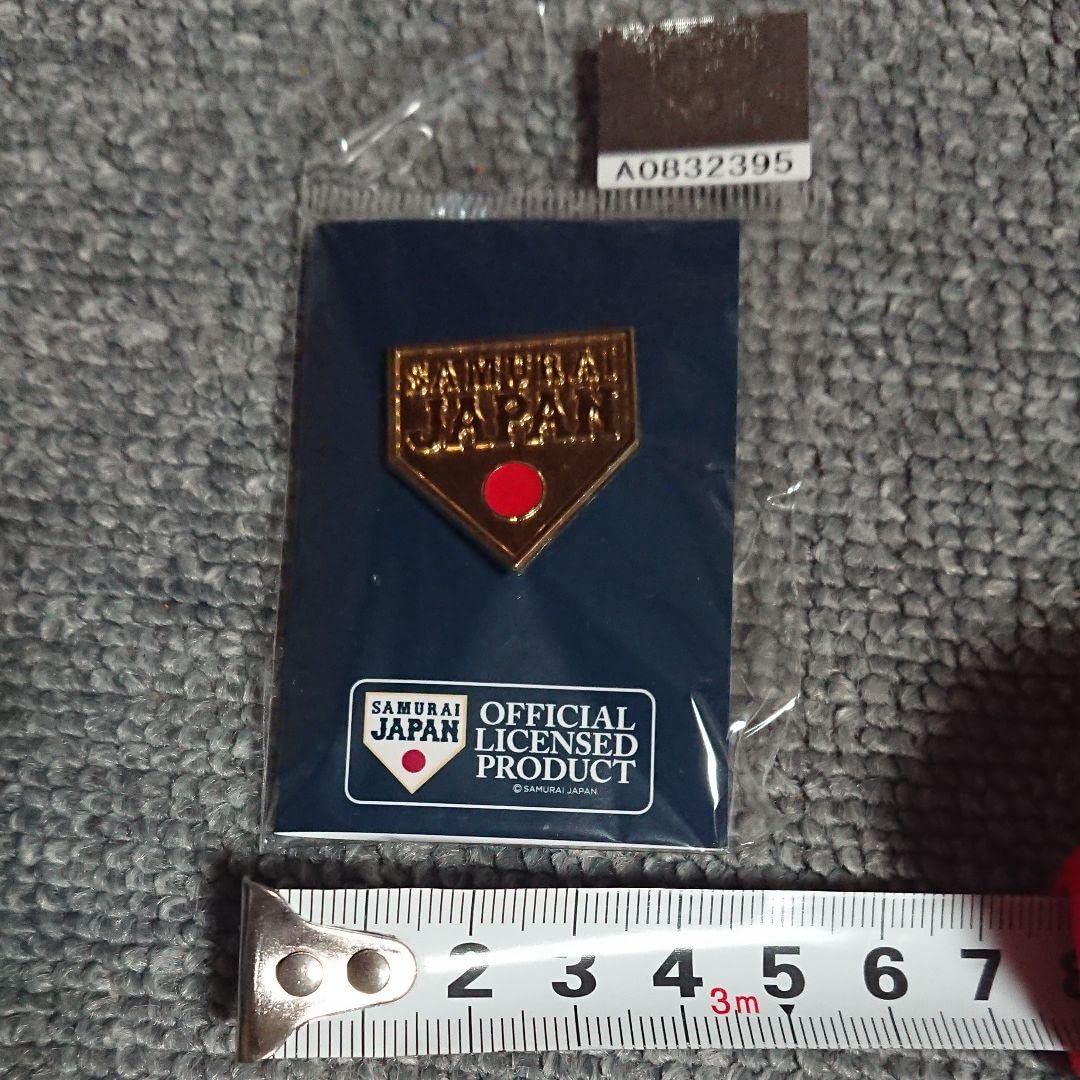 A0832395
SAMURAI
JAPAN
SAMURAI
JAPAN
OFFICIAL
LICENSED
PRODUCT
©SAMURAI JAPAN
2 3 4 5 6 7
3m